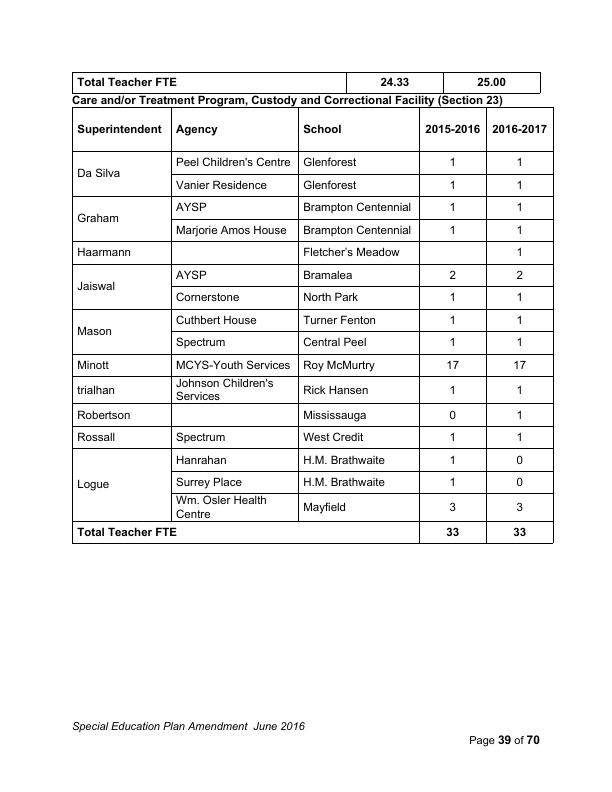 Total Teacher FTE 24.33 25.00
Care and/or Treatment Program, Custody and Correctional Facility (Section 23)
Superintendent Agency School 2015-2016 2016-2017
Da Silva Peel Children's Centre Glenforest 1 1
Vanier Residence Glenforest 1 1
Graham AYSP Brampton Centennial 1 1
Marjorie Amos House Brampton Centennial 1 1
Haarmann Fletcher’s Meadow 1
Jaiswal AYSP Bramalea 2 2
Cornerstone North Park 1 1
Mason Cuthbert House Turner Fenton 1 1
Spectrum Central Peel 1 1
Minott MCYS-Youth Services Roy McMurtry 17 17
trialhan Johnson Children's
Services Rick Hansen 1 1
Robertson Mississauga 0 1
Rossall Spectrum West Credit 1 1
Logue Hanrahan H.M. Brathwaite 1 0
Surrey Place H.M. Brathwaite 1 0
Wm. Osler Health
Centre Mayfield 3 3
Total Teacher FTE 33 33
Special Education Plan Amendment June 2016
Page 39 of 70